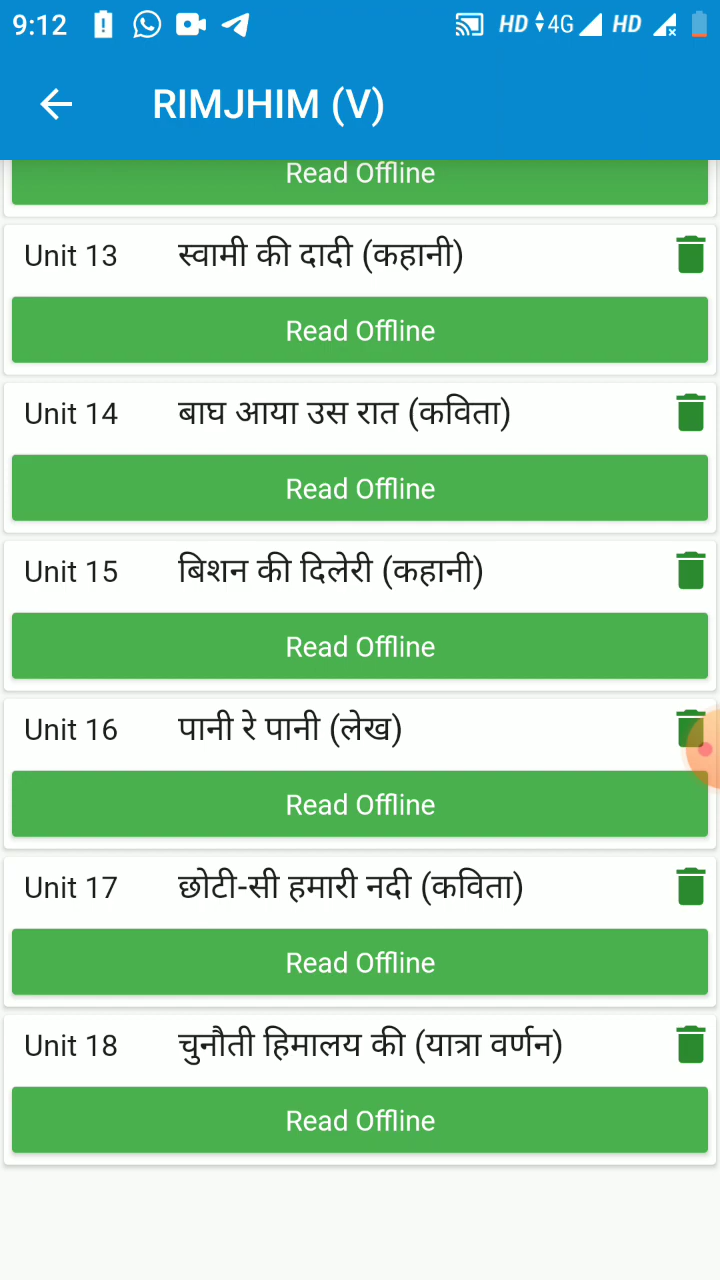 9:12 HD 4G HD
RIMJHIM (V)
Read Offline
Unit 13 स्वामी की दादी (कहानी)
Read Offline
Unit 14 बाघ आया उस रात (कविता)
Read Offline
Unit 15 बिशन की दिलेरी (कहानी)
Read Offline
Unit 16 पानी रे पानी (लेख)
Read Offline
Unit 17 छोटी-सी हमारी नदी (कविता)
Read Offline
Unit 18 चुनौती हिमालय की (यात्रा वर्णन)
Read Offline